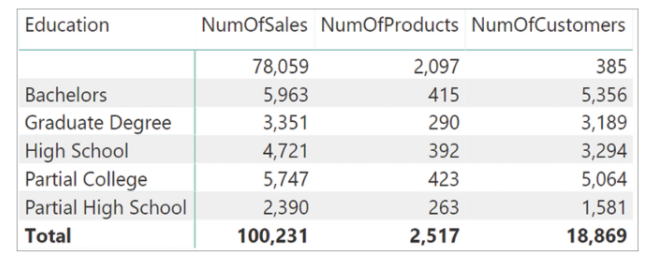 Education NumOfSales NumOfProducts NumOfCustomers
78,059 2,097 385
Bachelors 5,963 415 5,356
Graduate Degree 3,351 290 3,189
High School 4,721 392 3,294
Partial College 5,747 423 5,064
Partial High School 2,390 263 1,581
Total 100,231 2,517 18,869